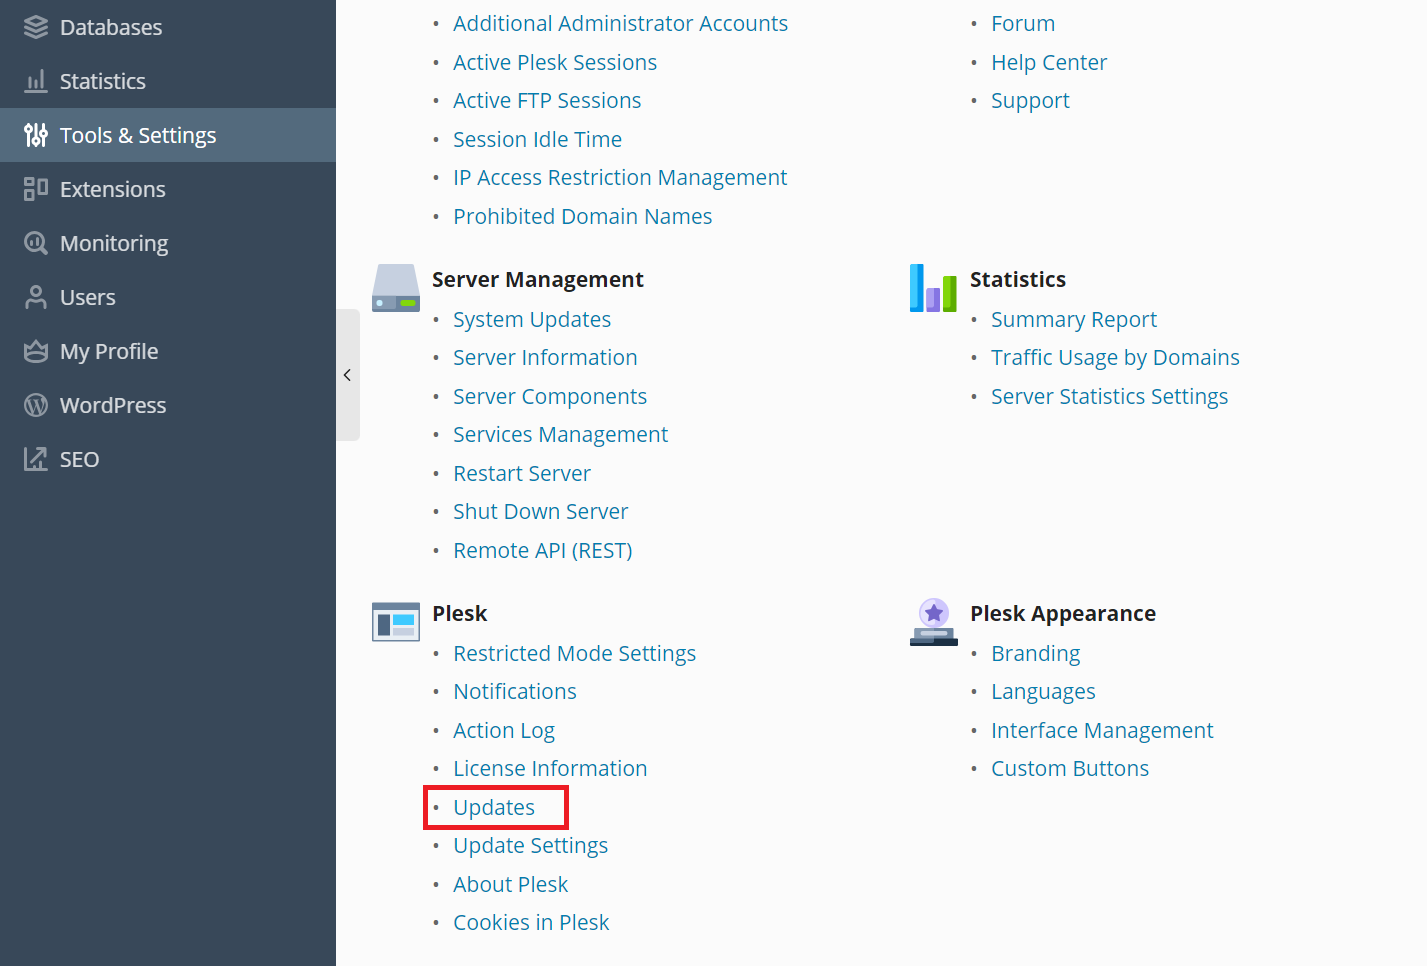 Databases
Statistics
Tools & Settings
Extensions
Monitoring
Users
My Profile
WordPress
SEO
Additional Administrator Accounts
Active Plesk Sessions
Active FTP Sessions
Session Idle Time
IP Access Restriction Management
Prohibited Domain Names
Forum
Help Center
Support
Server Management
System Updates
Server Information
Server Components
Services Management
Restart Server
Shut Down Server
Remote API (REST)
Statistics
Summary Report
Traffic Usage by Domains
Server Statistics Settings
Plesk
Restricted Mode Settings
Notifications
Action Log
License Information
Updates
Update Settings
About Plesk
Cookies in Plesk
Plesk Appearance
Branding
Languages
Interface Management
Custom Buttons